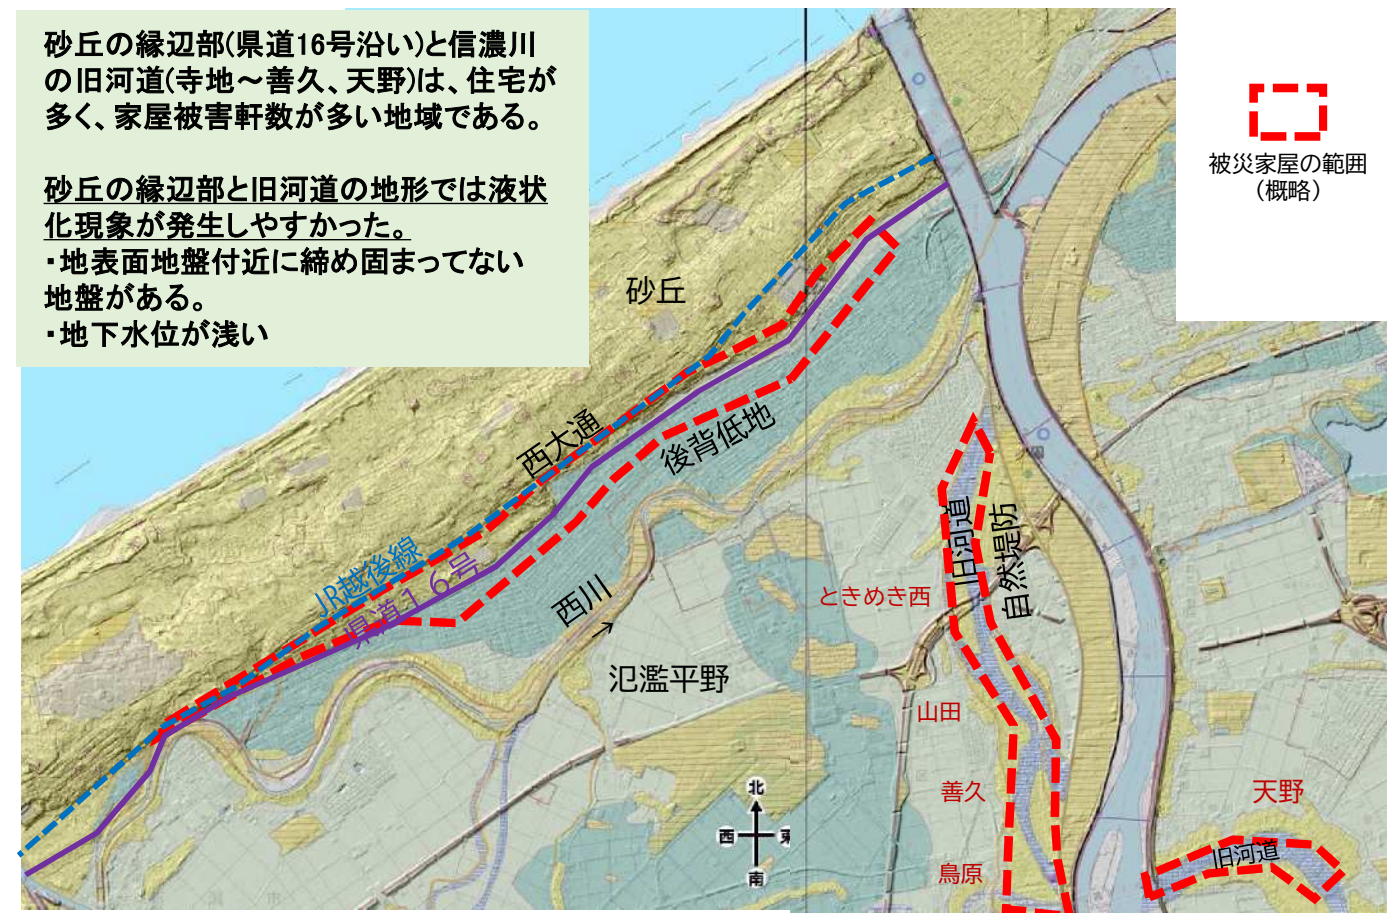 砂丘の縁辺部(県道16号沿い)と信濃川
の旧河道(寺地～善久、天野)は、住宅が
多く、家屋被害軒数が多い地域である。
砂丘の縁辺部と旧河道の地形では液状
化現象が発生しやすかった。
・地表面地盤付近に締め固まってない
地盤がある。
・地下水位が浅い
被災家屋の範囲
（概略）
砂丘
西大通
後背低地
JR越後線
県道１６号
西川
氾濫平野
旧河道
自然堤防
ときめき西
山田
善久
鳥原
天野
旧河道
北
西
東
南